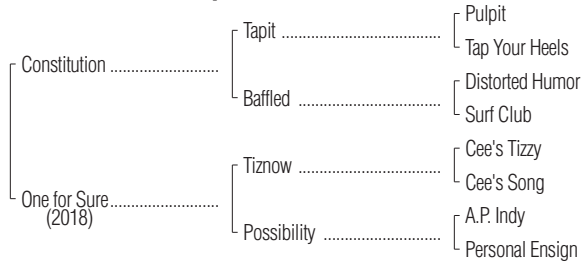 Pulpit
Tapit ................................
Tap Your Heels
Constitution ......................
Distorted Humor
Baffled .............................
Surf Club
Cee's Tizzy
Tiznow .............................
Cee's Song
One for Sure......................
(2018)
A.P. Indy
Possibility ........................
Personal Ensign